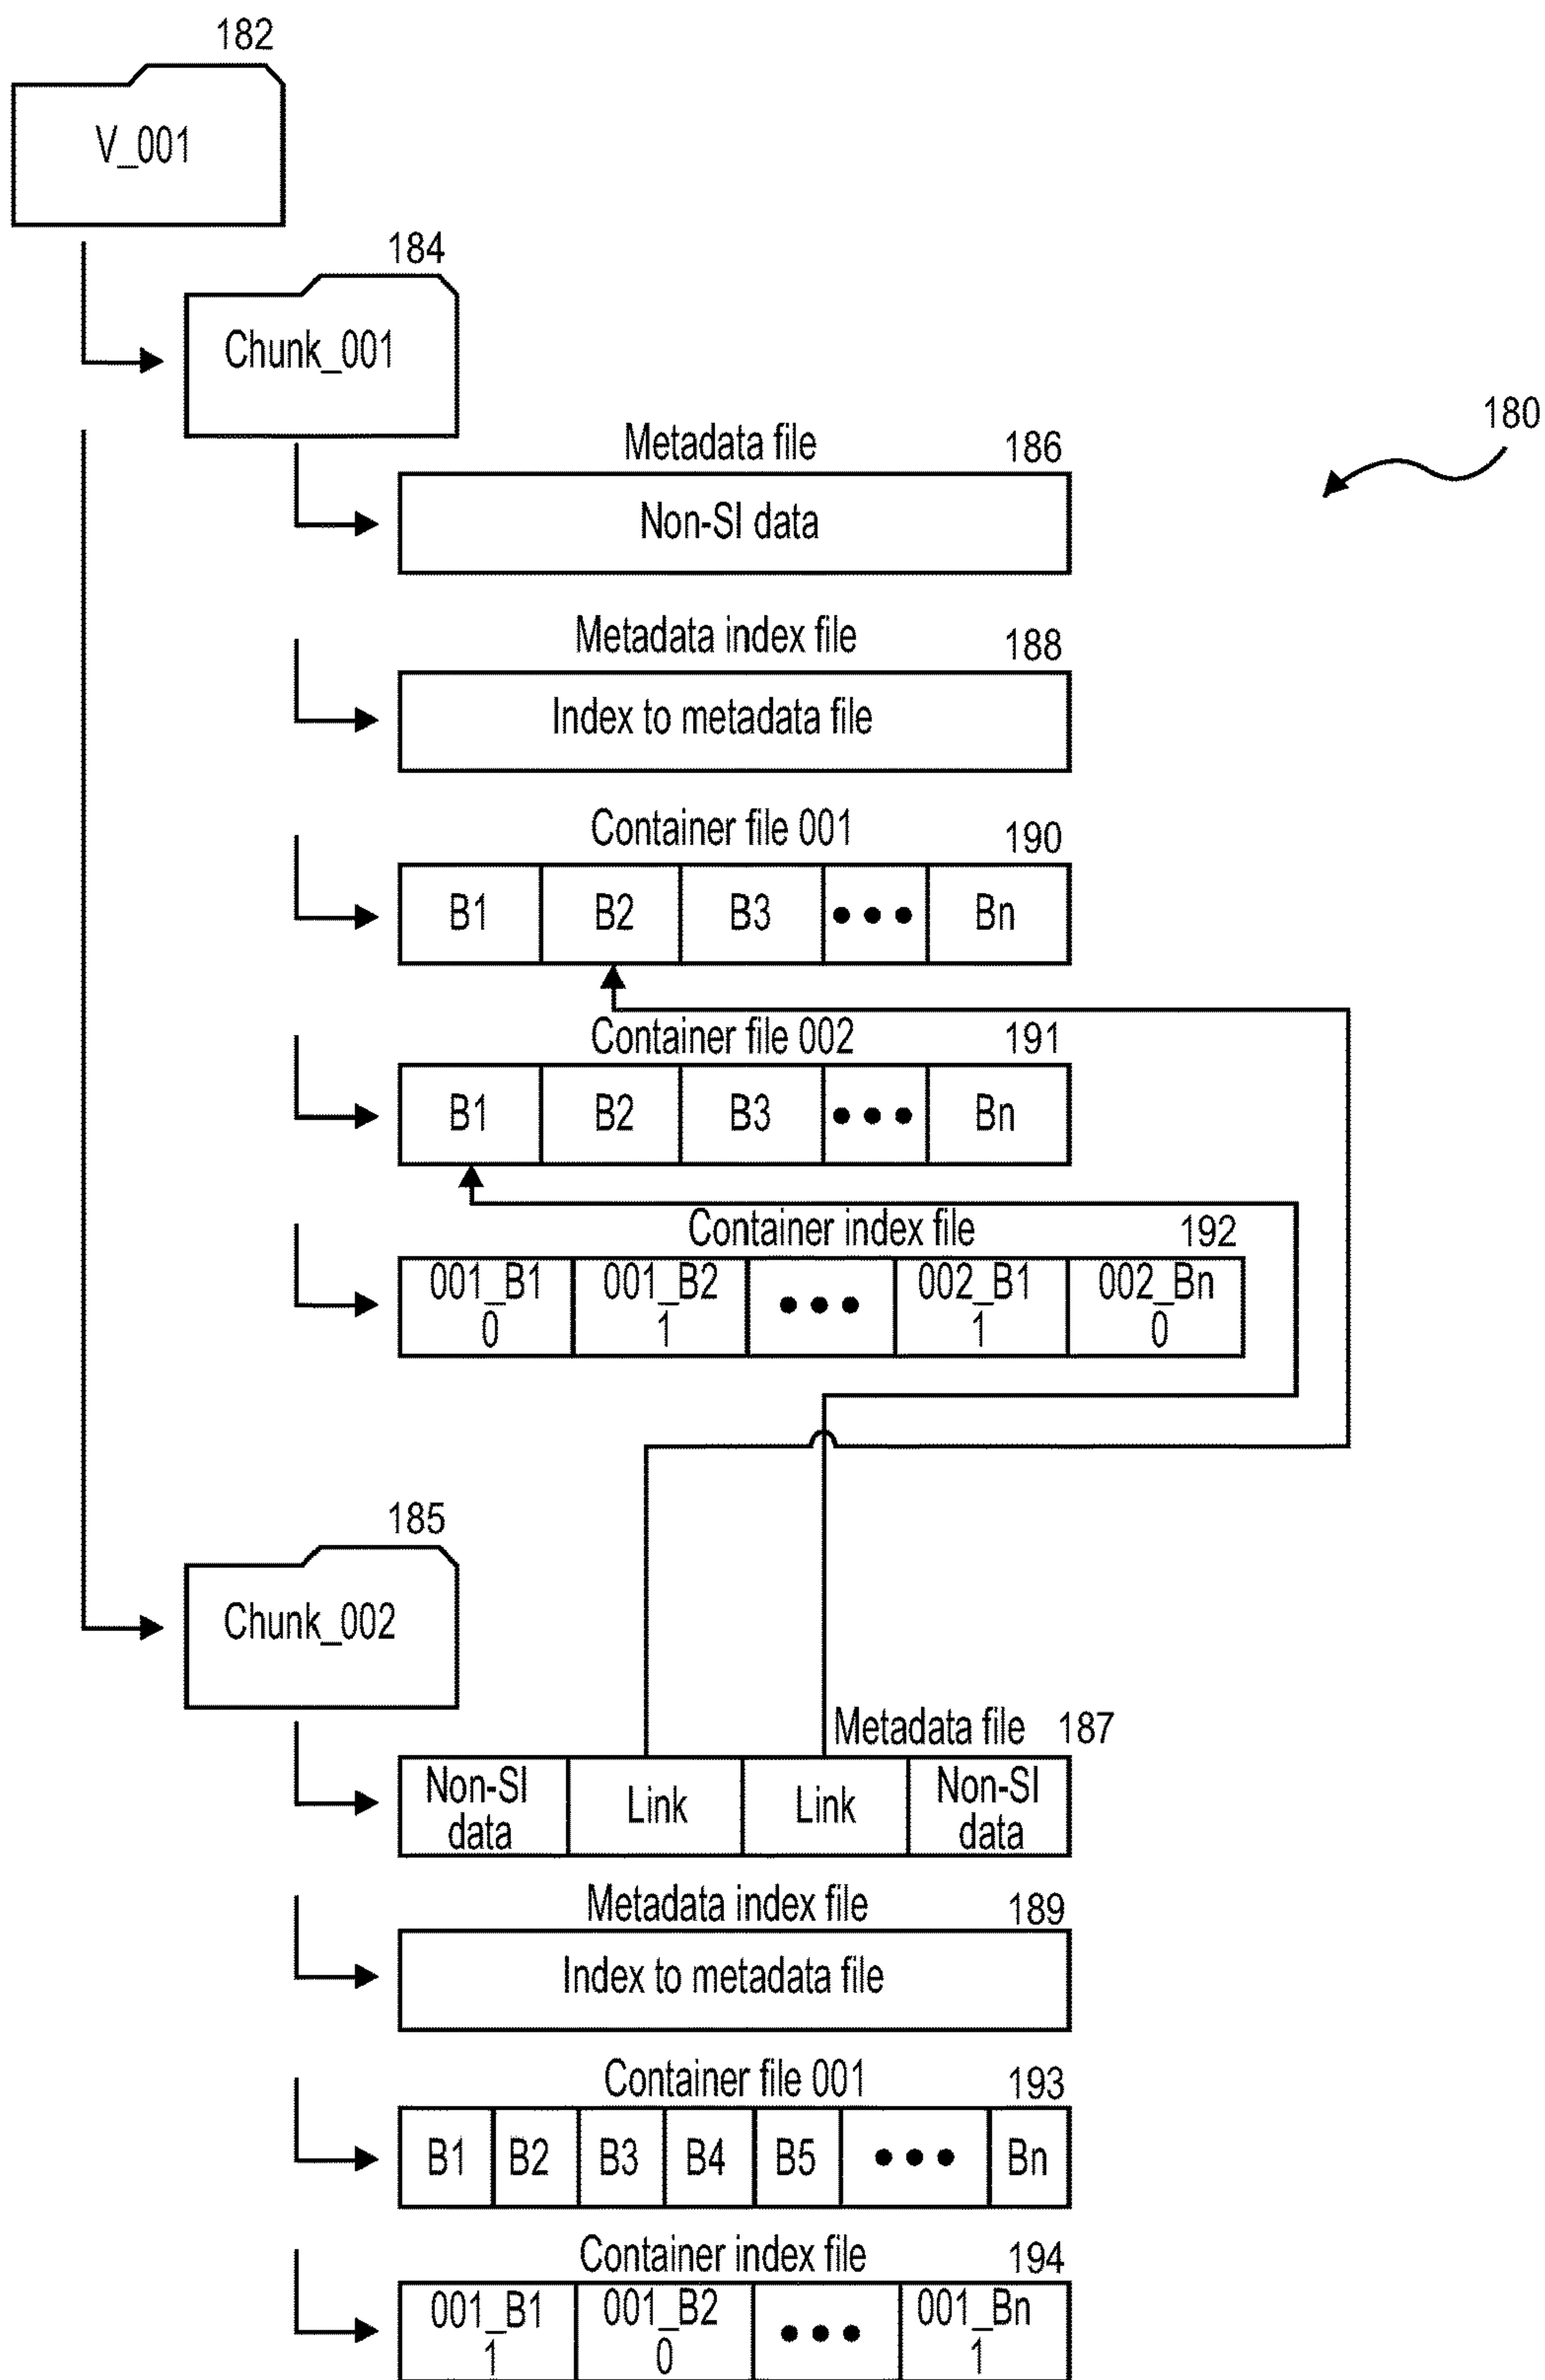 182
V_001
184
Chunk_001
180
Metadata file 186
Non-SI data
Metadata index file 188
Index to metadata file
Container file 001 190
B1 B2 B3 ••• Bn
Container file 002 191
B1 B2 B3 ••• Bn
Container index file 192
001_B1 001_B2 ••• 002_B1 002_Bn
0 1 1 0
185
Chunk_002
Metadata file 187
Non-SI Link Link Non-SI
data data
Metadata index file 189
Index to metadata file
Container file 001 193
B1 B2 B3 B4 B5 ••• Bn
Container index file 194
001_B1 001_B2 ••• 001_Bn
1 0 1